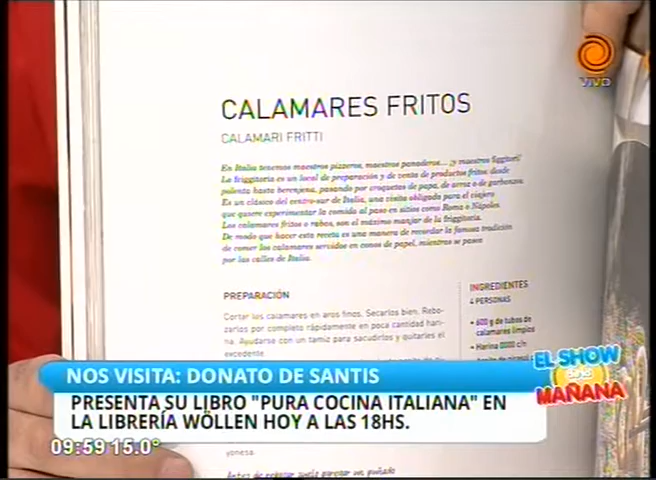 CALAMARES FRITOS
VIVO
CALAMARI FRITTI
En Italia tenemos maestros pizzeros, maestros panaderos... ¡y maestros friggitori!
La friggitoria es un local de preparación y de venta de productos fritos: desde
polenta hasta berenjena, pasando por croquetas de papa, de arroz o de garbanzos.
Es un clásico del centro-sur de Italia, una visita obligada para el viajero
que quiere experimentar la comida al paso en sitios como Roma o Nápoles.
Los calamares fritos o rabas, son el máximo manjar de la friggitoria.
De modo que hacer esta receta es una manera de recordar la famosa tradición
de comer los calamares servidos en conos de papel, mientras se pasea
por las calles de Italia.
PREPARACIÓN
Cortar los calamares en aros finos. Secarlos bien. Rebo-
zarlos por completo rápidamente en poca cantidad hari-
na. Ayudarse con un tamiz para sacudirlos y quitarles el
excedente.
INGREDIENTES
4 PERSONAS
• 600 g de tubos de
calamares limpios
• Harina 0000 c/n
EL SHOW
de la
MAÑANA
NOS VISITA: DONATO DE SANTIS
PRESENTA SU LIBRO "PURA COCINA ITALIANA" EN
LA LIBRERÍA WÖLLEN HOY A LAS 18HS.
09:59 15.0°
yonesa